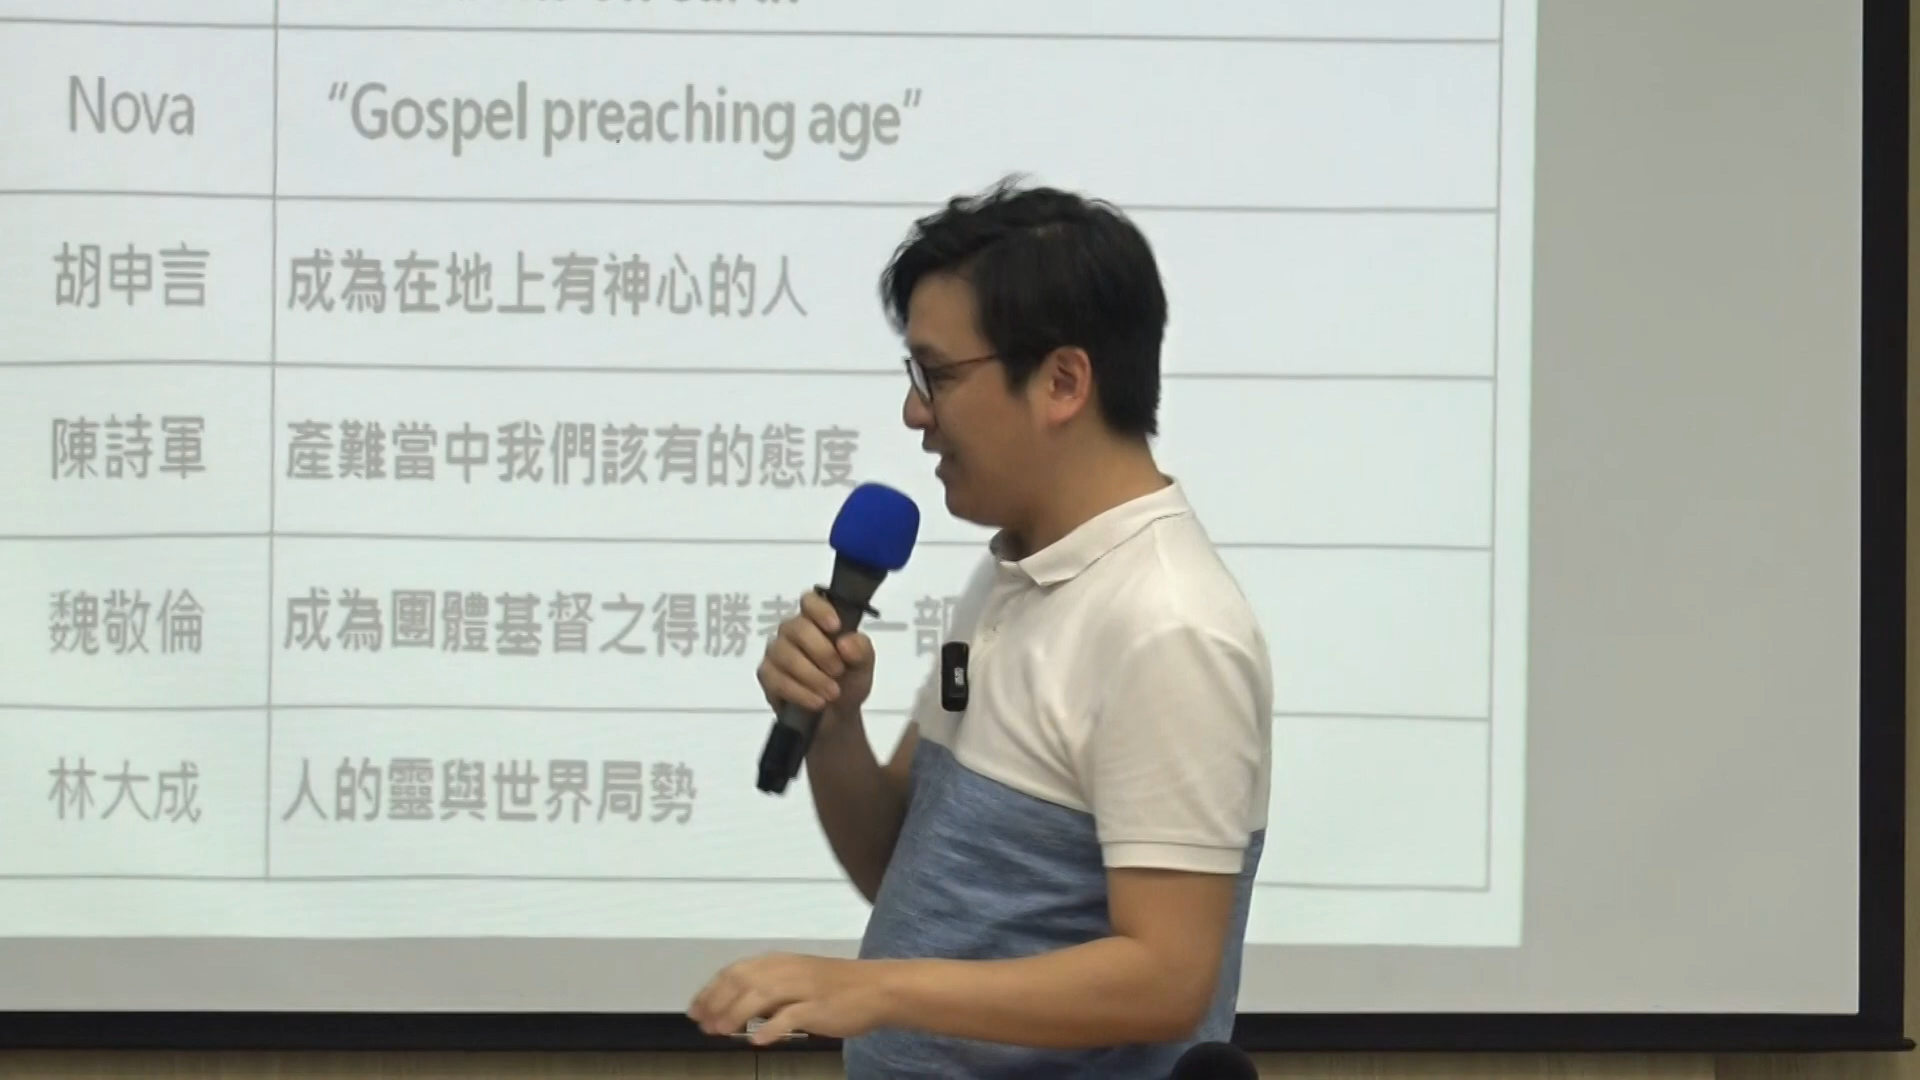 Nova “Gospel preaching age”
胡申言 成為在地上有神心的人
陳詩軍 產難當中我們該有的態度
魏敬倫 成為團體基督之得勝 一部
林大成 人的靈與世界局勢